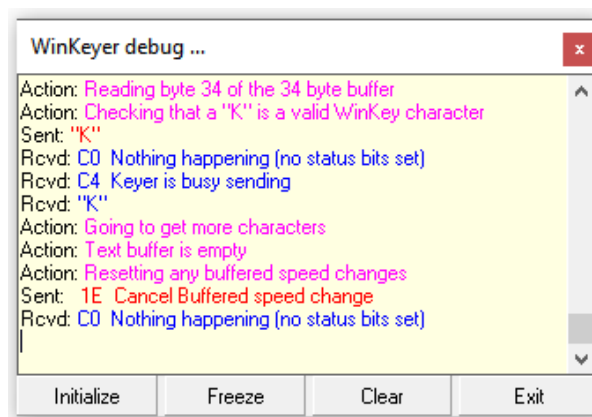 WinKeyer debug ...
x
Action: Reading byte 34 of the 34 byte buffer
Action: Checking that a "K" is a valid WinKey character
Sent: "K"
Rcvd: C0 Nothing happening (no status bits set)
Rcvd: C4 Keyer is busy sending
Rcvd: "K"
Action: Going to get more characters
Action: Text buffer is empty
Action: Resetting any buffered speed changes
Sent: 1E Cancel Buffered speed change
Rcvd: C0 Nothing happening (no status bits set)
Initialize Freeze Clear Exit